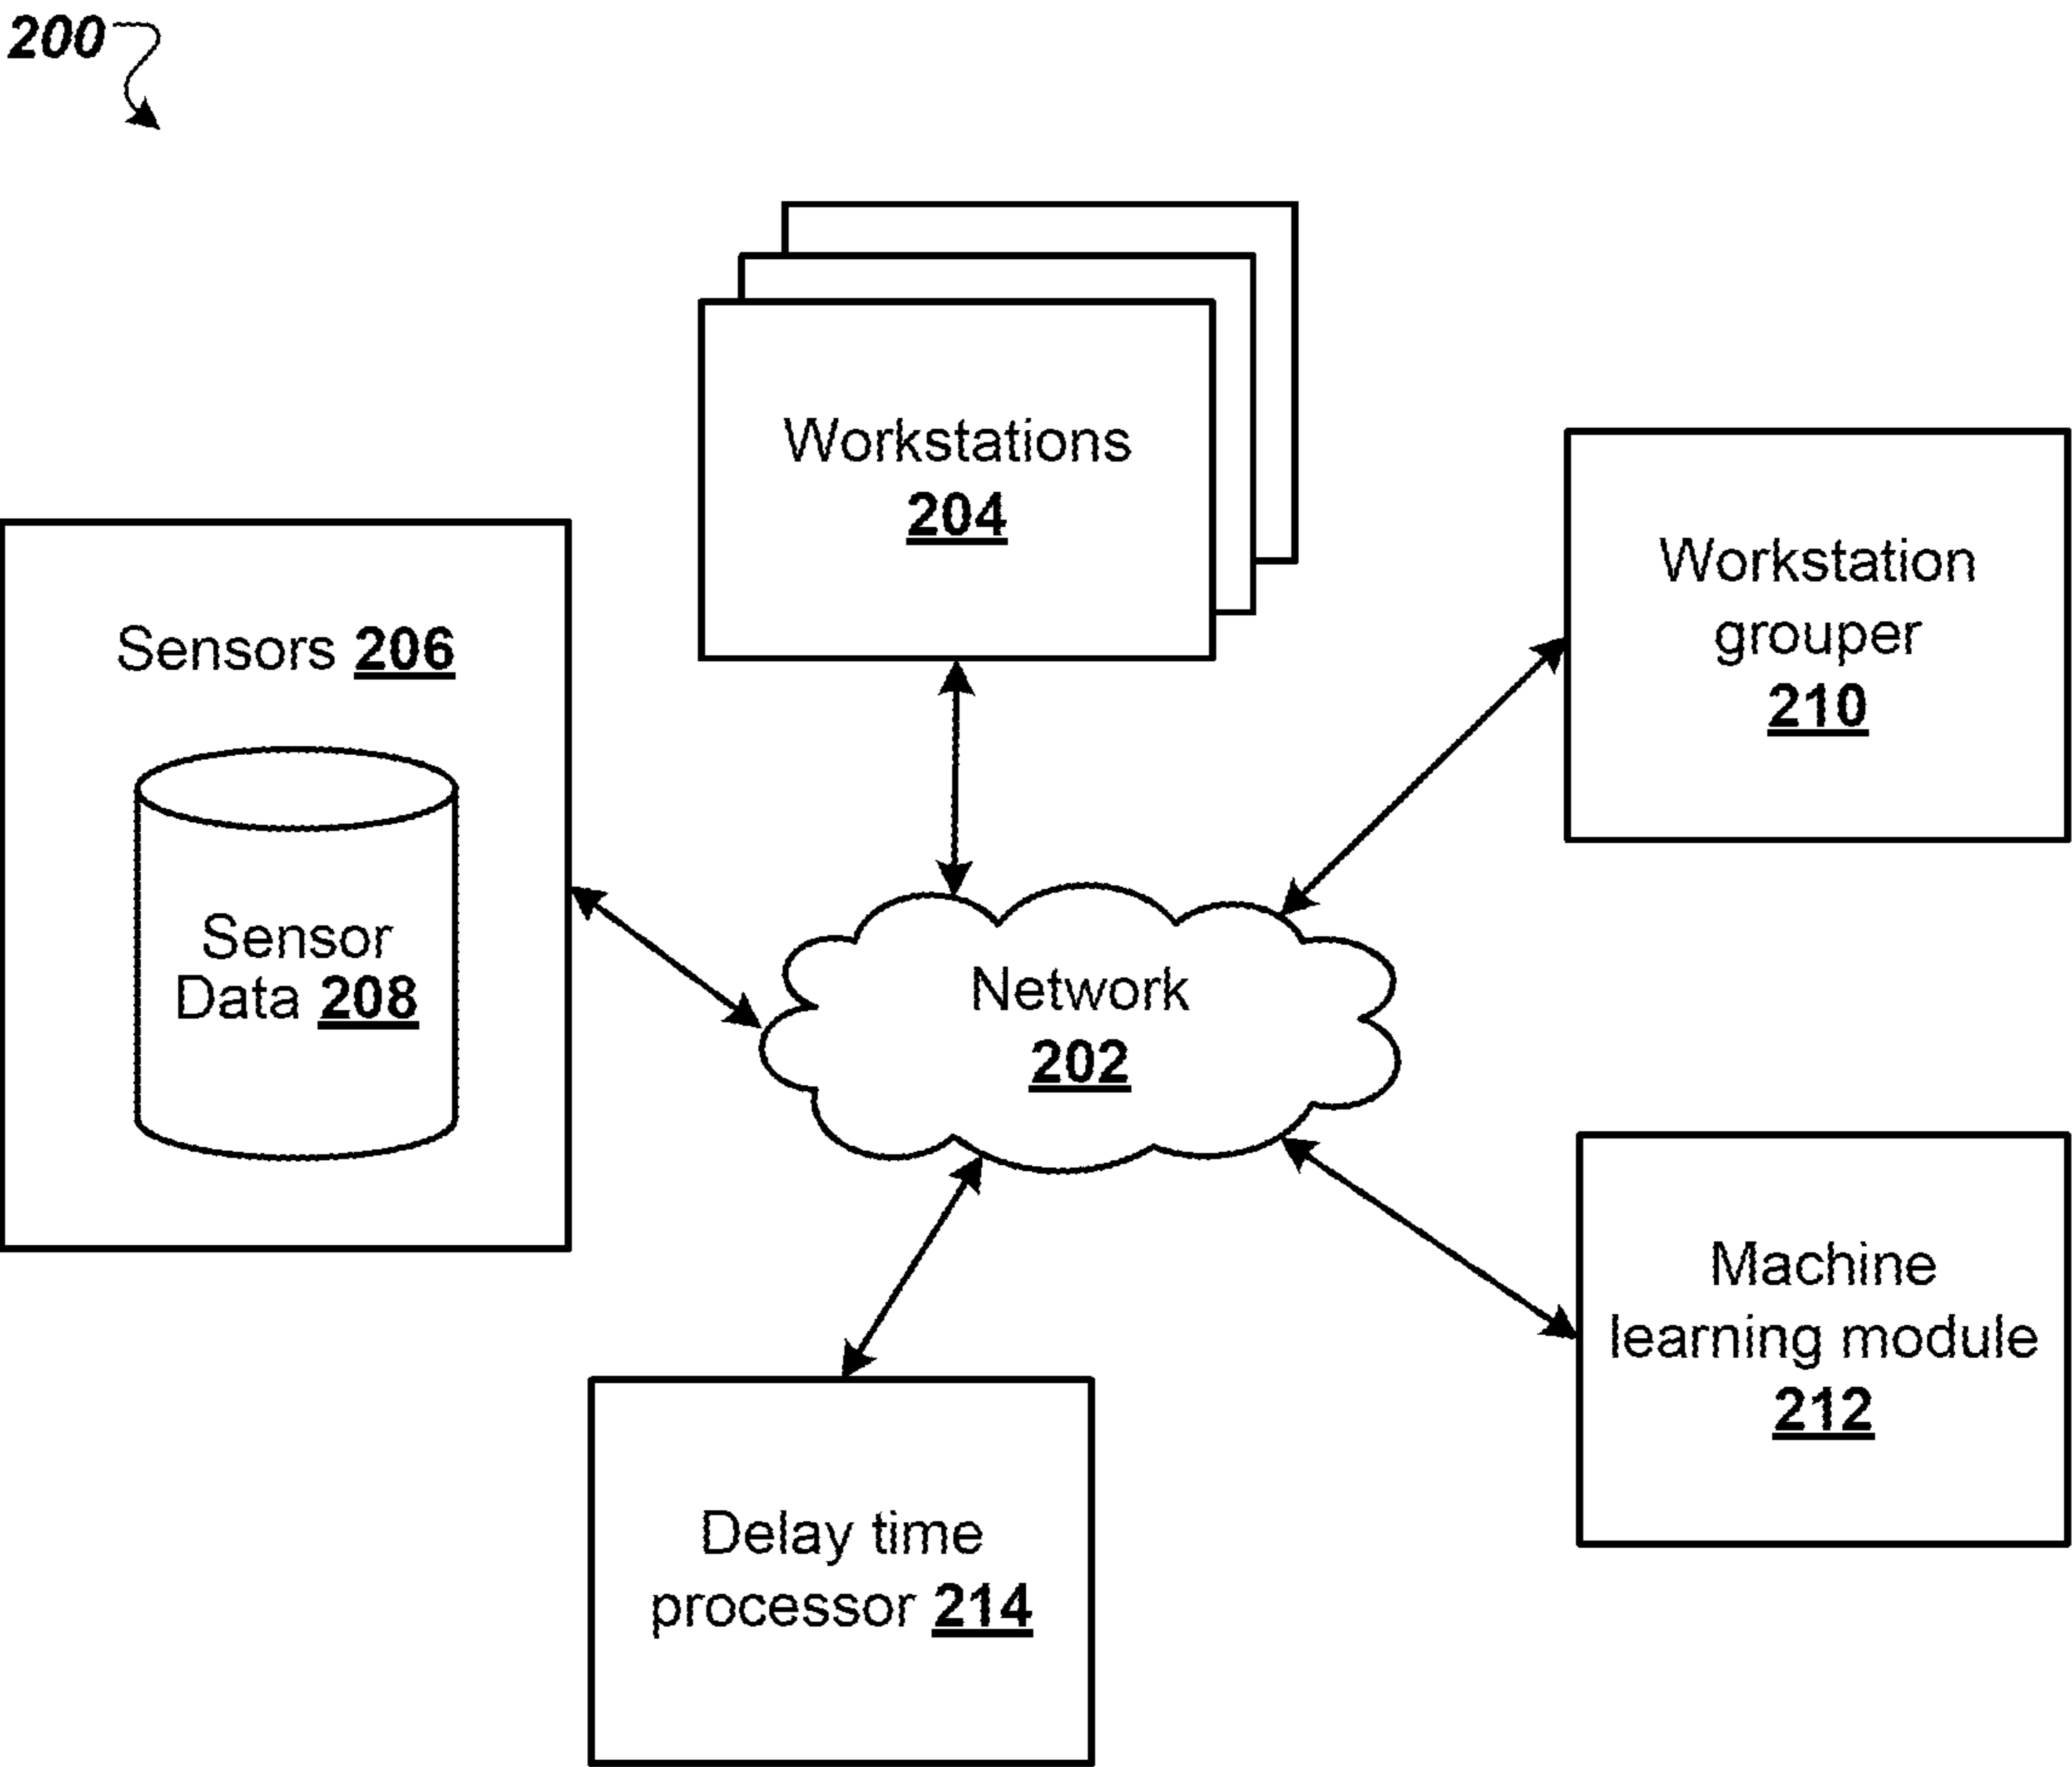 200
Workstations
204
Workstation
grouper
210
Sensors 206
Sensor
Data 208
Network
202
Machine
learning module
212
Delay time
processor 214